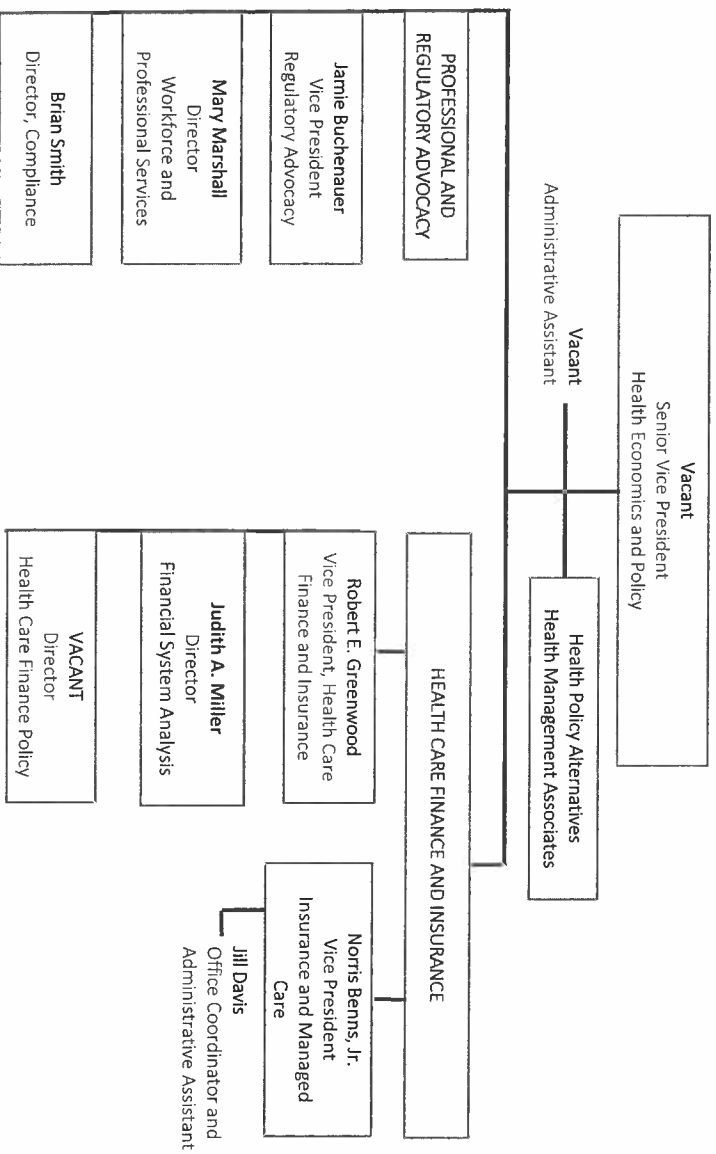 Vacant
Senior Vice President
Health Economics and Policy
Vacant
Administrative Assistant
Health Policy Alternatives
Health Management Associates
PROFESSIONAL AND
REGULATORY ADVOCACY
Jamie Buchenauer
Vice President
Regulatory Advocacy
Mary Marshall
Director
Workforce and
Professional Services
Brian Smith
Director, Compliance
HEALTH CARE FINANCE AND INSURANCE
Robert E. Greenwood
Vice President, Health Care
Finance and Insurance
Judith A. Miller
Director
Financial System Analysis
VACANT
Director
Health Care Finance Policy
Norris Benns, Jr.
Vice President
Insurance and Managed
Care
Jill Davis
Office Coordinator and
Administrative Assistant